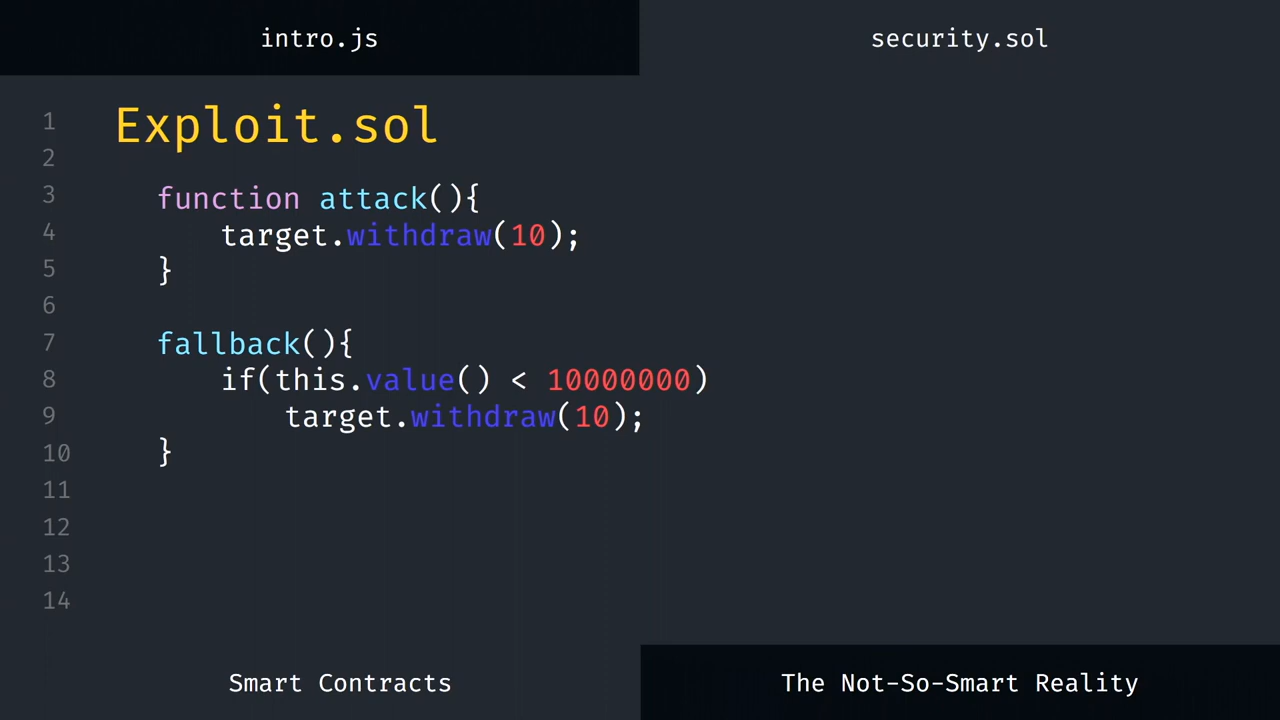 intro.js
security.sol
1 Exploit.sol
2
3 function attack(){
4 target.withdraw(10);
5 }
6
7 fallback(){
8 if(this.value() < 10000000)
9 target.withdraw(10);
10 }
11
12
13
14
Smart Contracts
The Not-So-Smart Reality